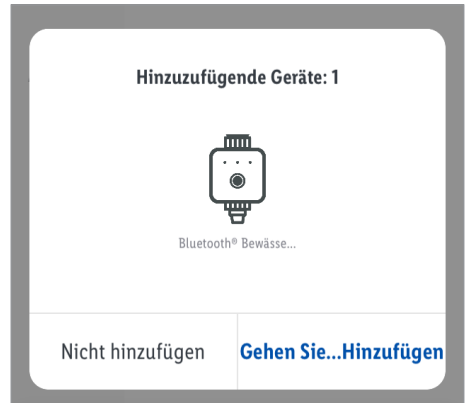 Hinzuzufügende Geräte: 1
Bluetooth® Bewässe...
Nicht hinzufügen
Gehen Sie...Hinzufügen